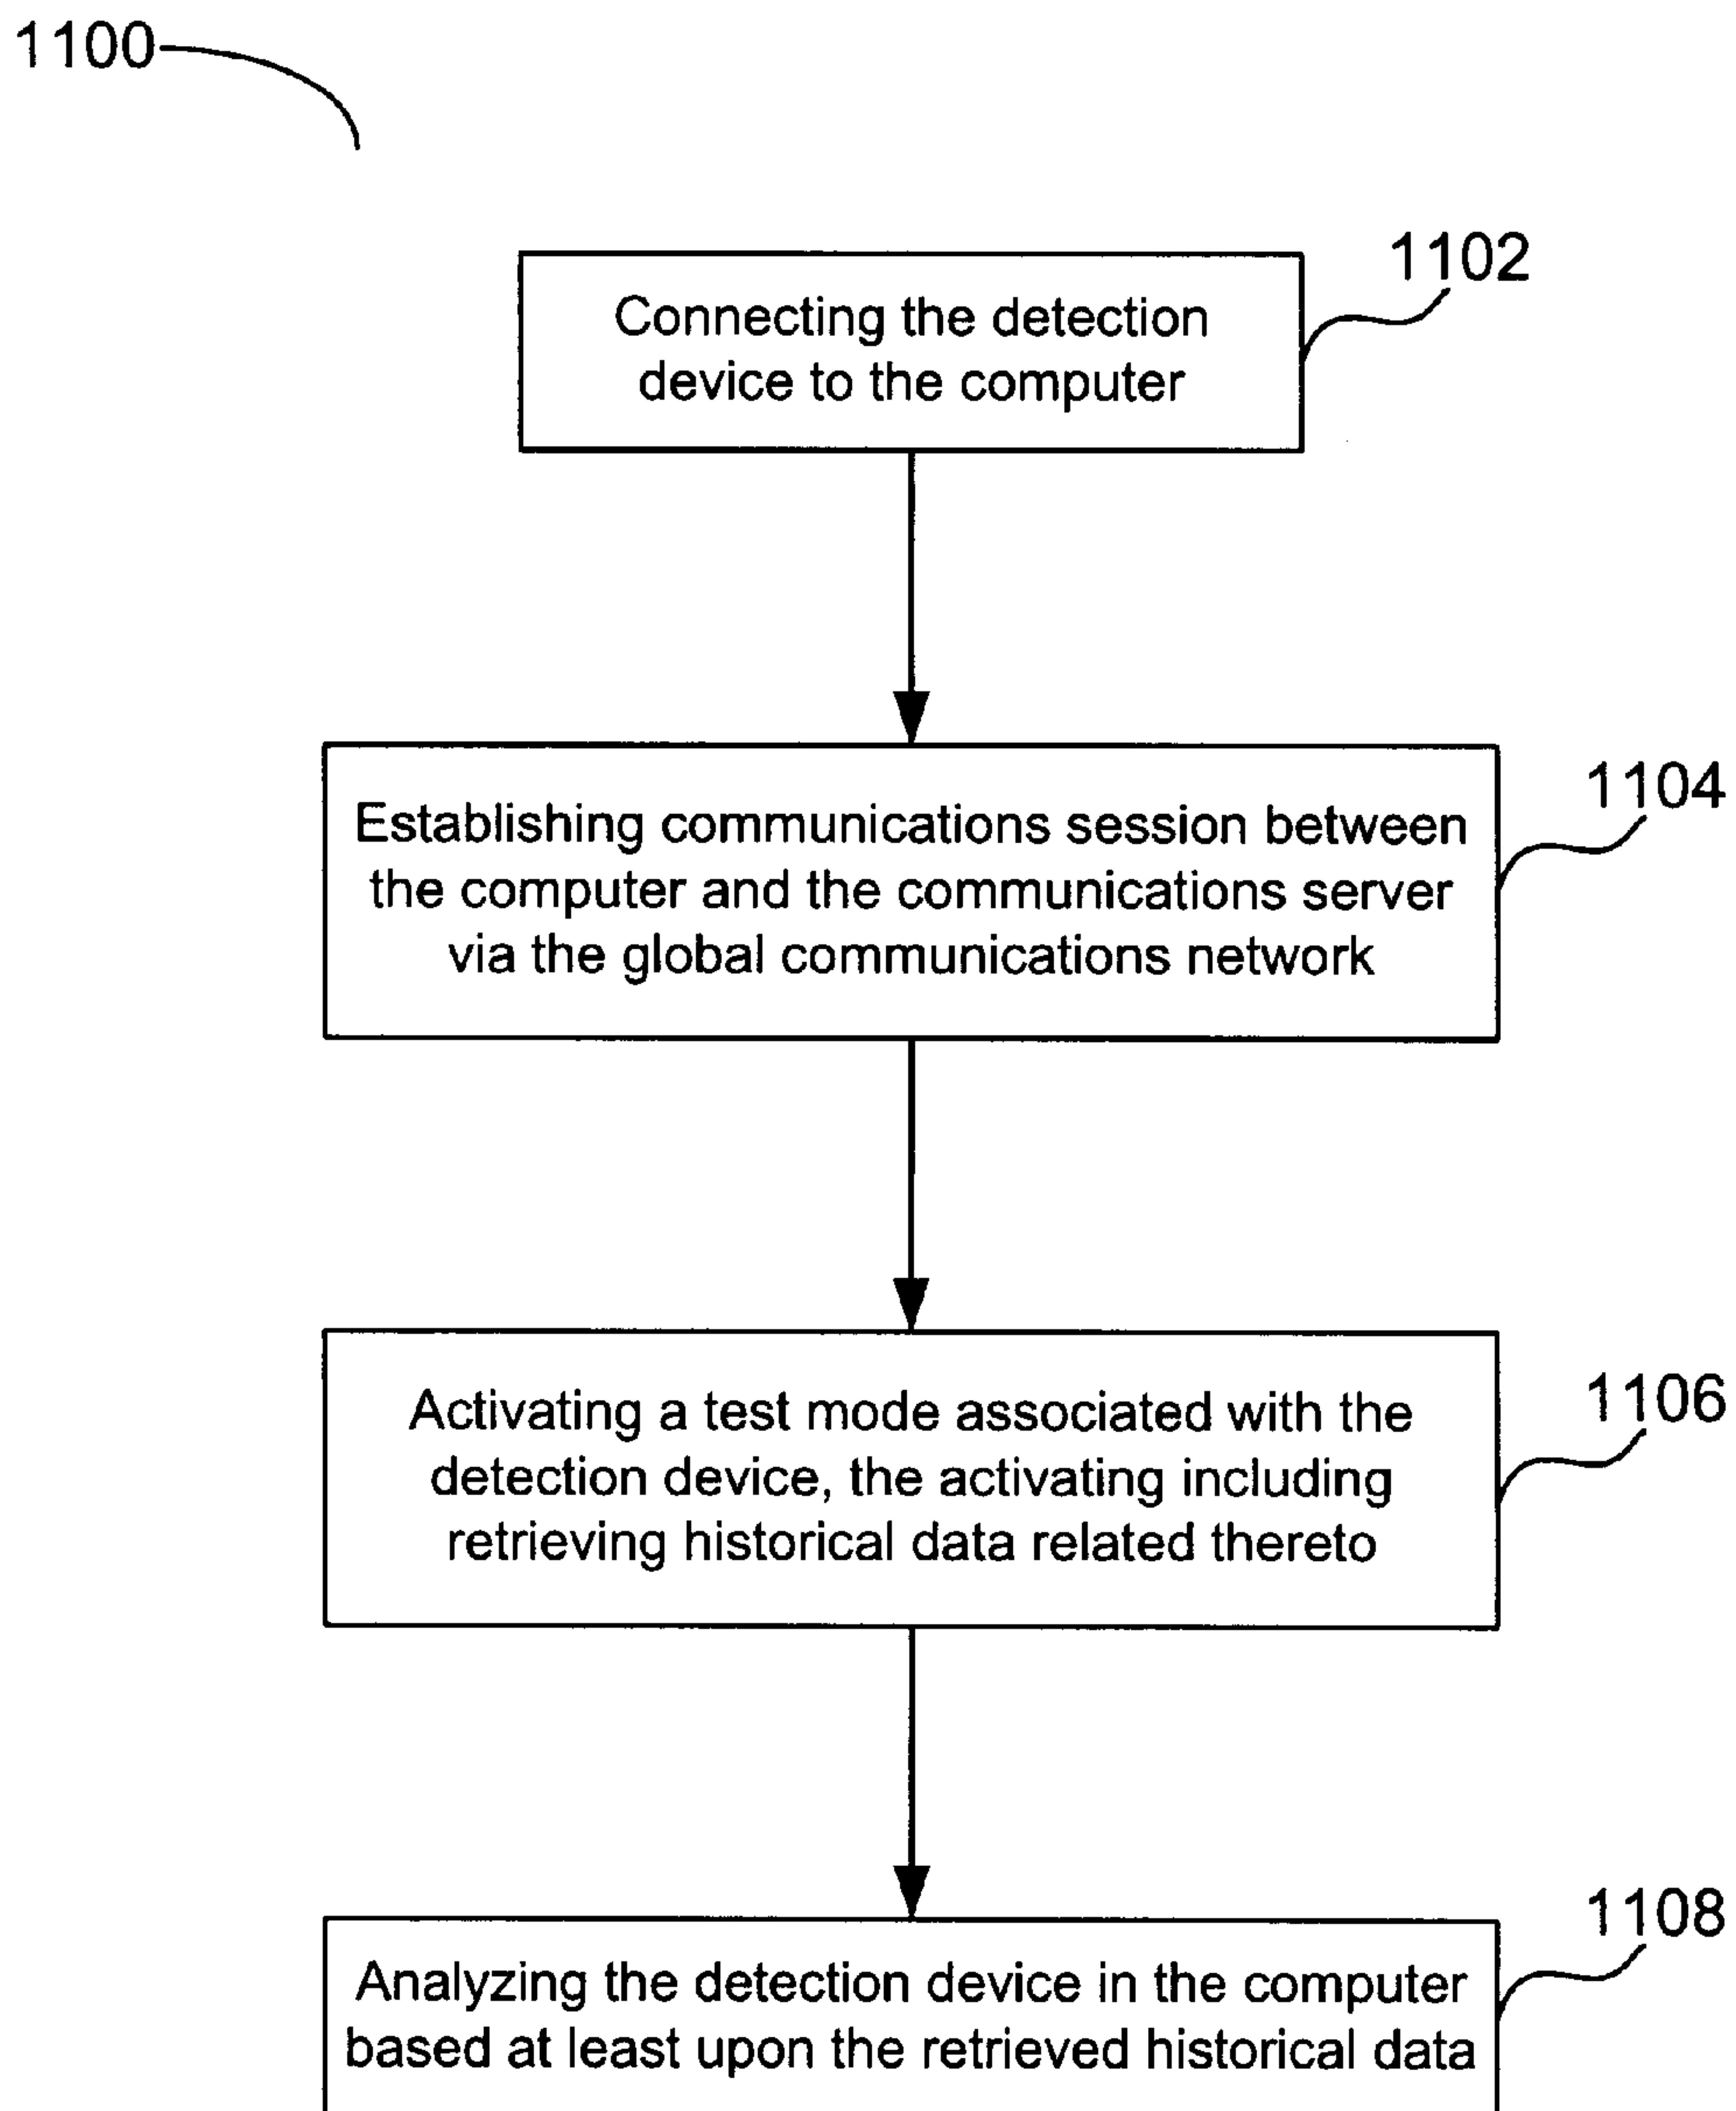 1100
1102
Connecting the detection
device to the computer
1104
Establishing communications session between
the computer and the communications server
via the global communications network
1106
Activating a test mode associated with the
detection device, the activating including
retrieving historical data related thereto
1108
Analyzing the detection device in the computer
based at least upon the retrieved historical data